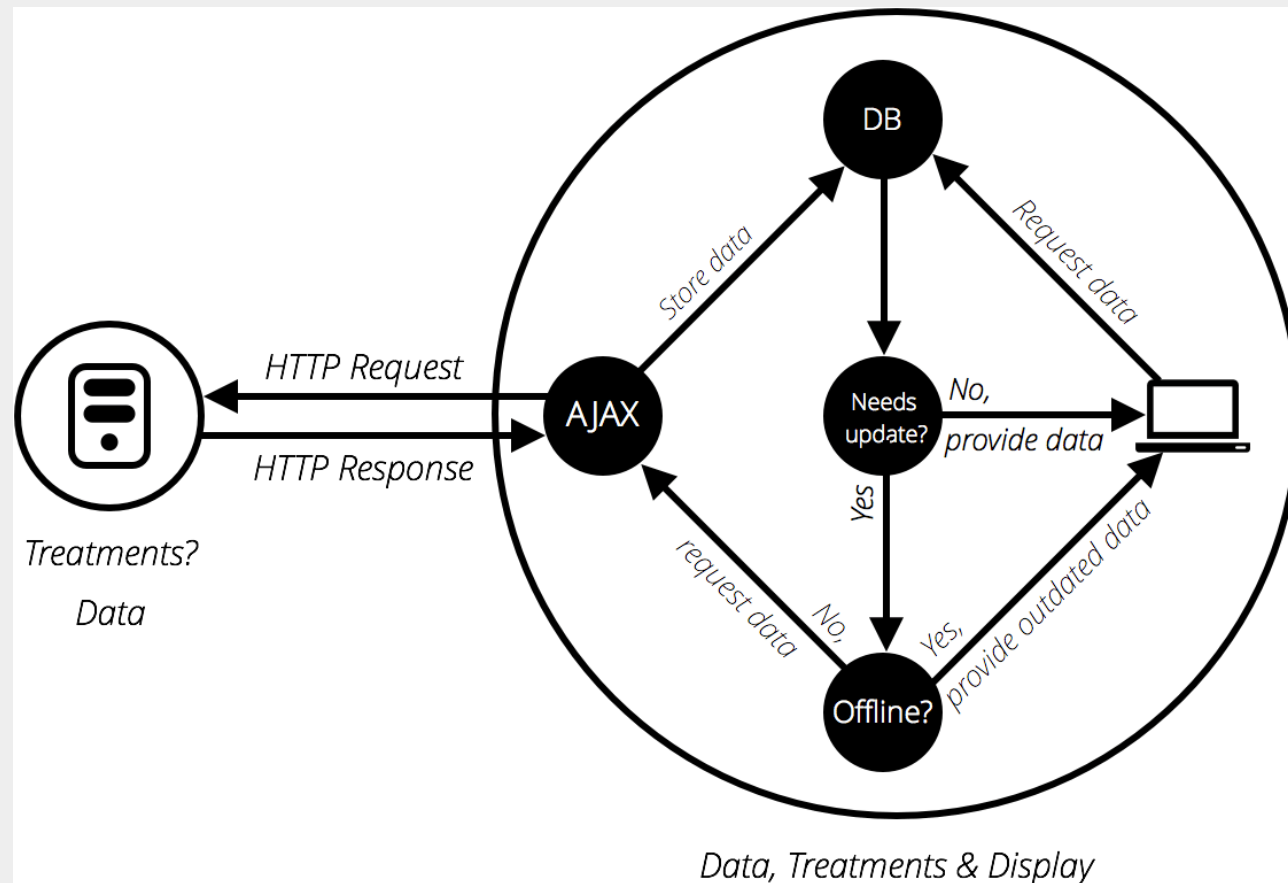 DB
Store data
Request data
HTTP Request
AJAX
HTTP Response
Needs
update?
No,
provide data
Yes
Treatments?
Data
No,
request data
Yes,
provide outdated data
Offline?
Data, Treatments & Display